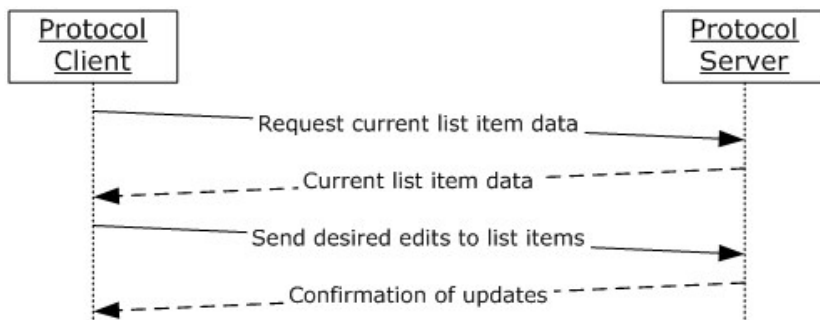 Protocol
Client
Protocol
Server
Request current list item data
Current list item data
Send desired edits to list items
Confirmation of updates